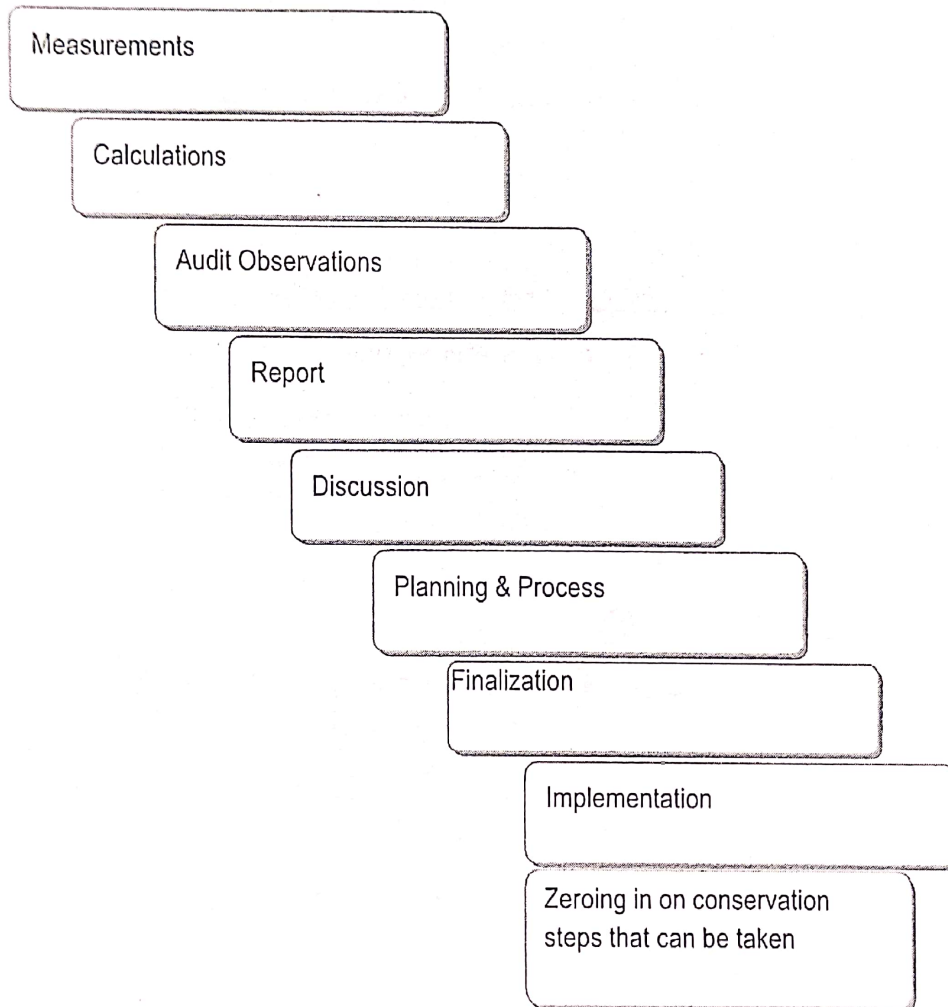 Measurements
Calculations
Audit Observations
Report
Discussion
Planning & Process
Finalization
Implementation
Zeroing in on conservation
steps that can be taken